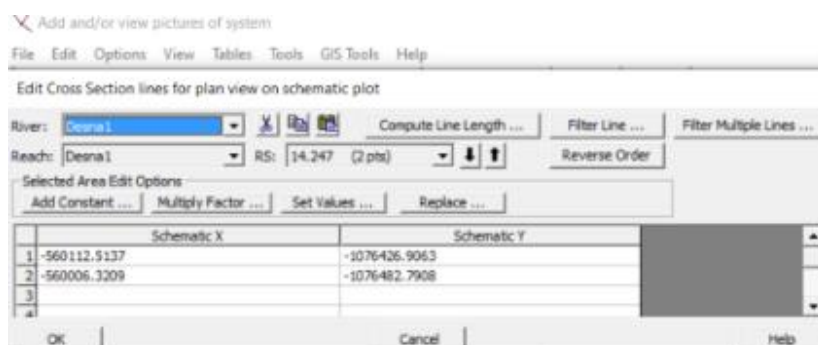 Add and/or view pictures of system
File Edit Options View Tables Tools GIS Tools Help
Edit Cross Section lines for plan view on schematic plot
River: Desna1 Compute Line Length ... Filter Line ... Filter Multiple Lines ...
Reach: Desna1 RS: 14.247 (2 pts) Reverse Order
Selected Area Edit Options
Add Constant ... Multiply Factor ... Set Values ... Replace ...
Schematic X Schematic Y
1 -560112.5137 -1076426.9063
2 -560006.3209 -1076482.7908
3
4
OK Cancel Help